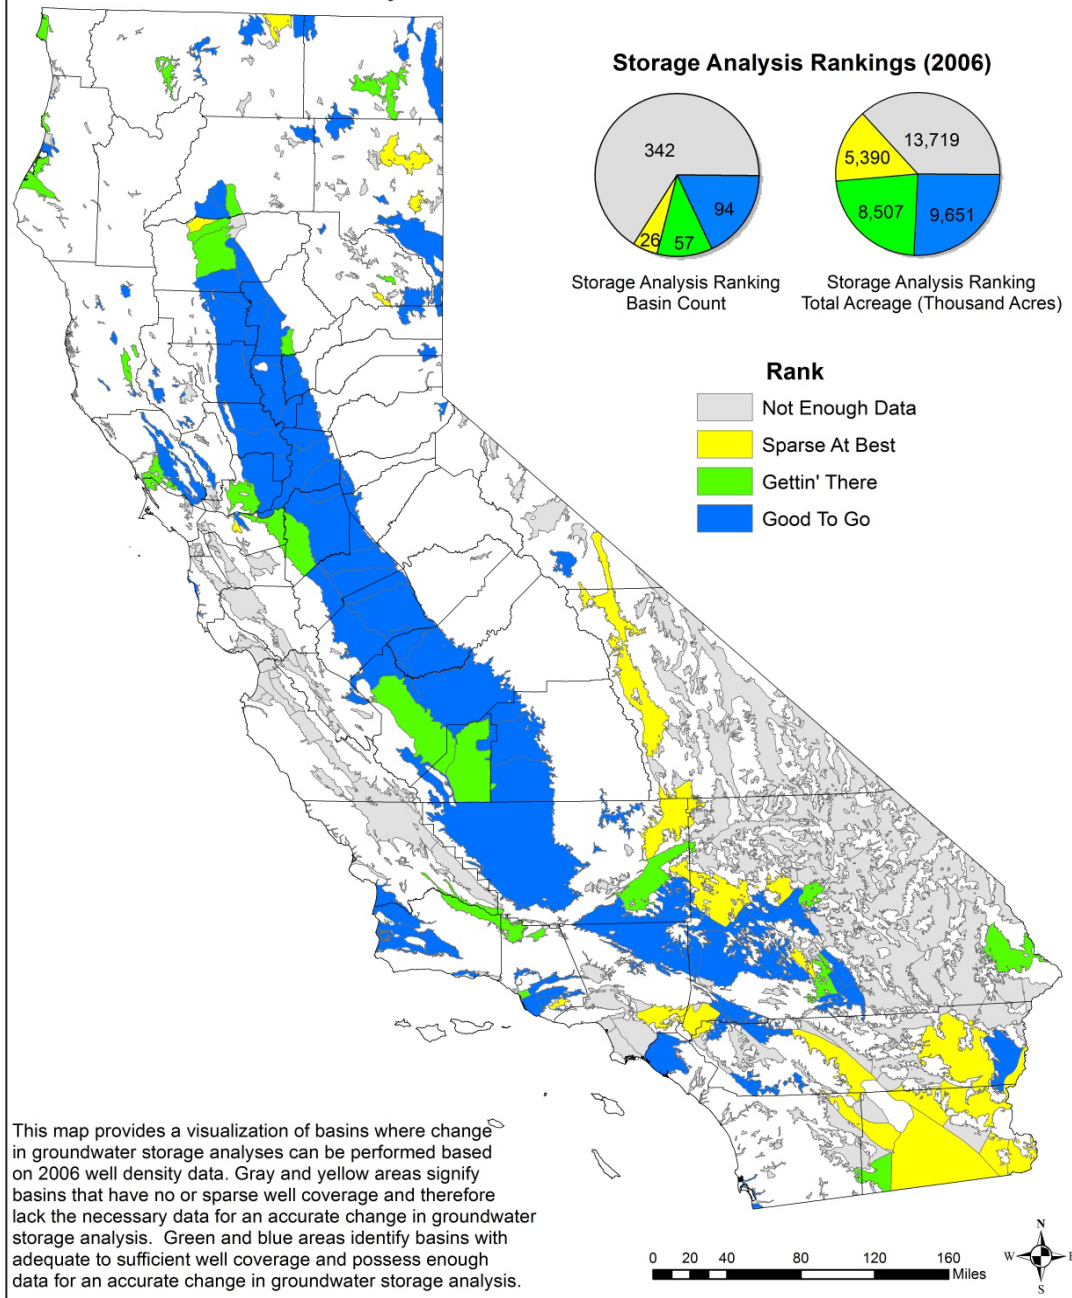 Storage Analysis Rankings (2006)
342
94
57
26
13,719
5,390
8,507
9,651
Storage Analysis Ranking
Basin Count
Storage Analysis Ranking
Total Acreage (Thousand Acres)
Rank
Not Enough Data
Sparse At Best
Gettin' There
Good To Go
This map provides a visualization of basins where change
in groundwater storage analyses can be performed based
on 2006 well density data. Gray and yellow areas signify
basins that have no or sparse well coverage and therefore
lack the necessary data for an accurate change in groundwater
storage analysis.  Green and blue areas identify basins with
adequate to sufficient well coverage and possess enough
data for an accurate change in groundwater storage analysis.
0 20 40 80 120 160
Miles
N
W E
S